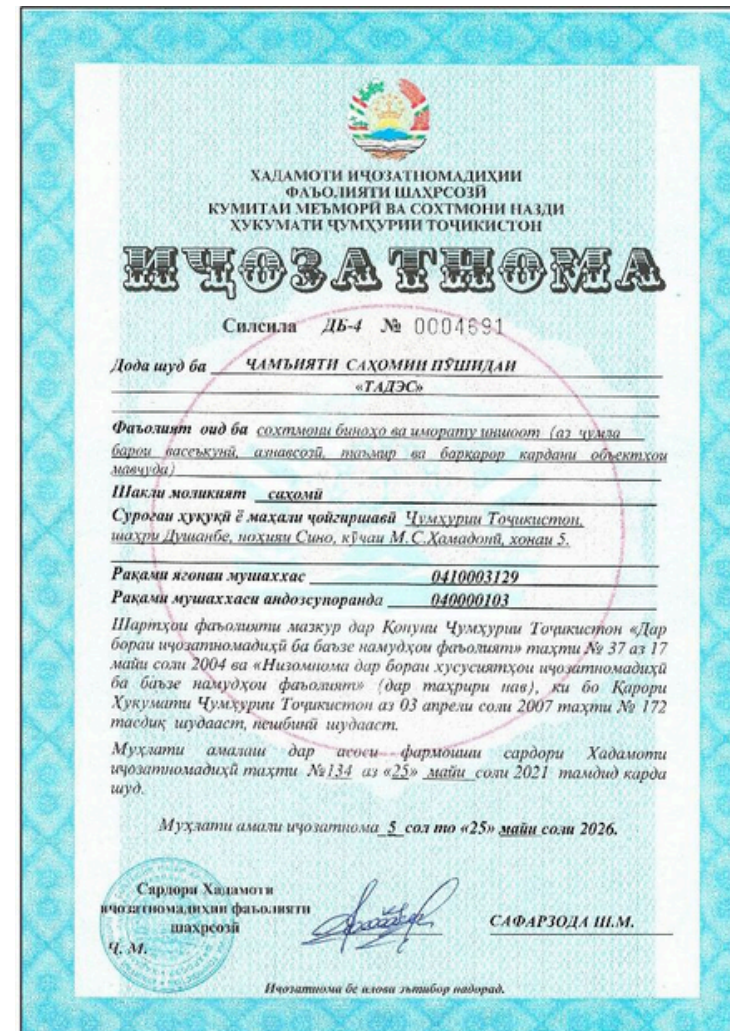 ХАДАМОТИ ИҶОЗАТНОМАДИҲИИ
ФАЪОЛИЯТИ ШАҲРСОЗӢ
КУМИТАИ МЕЪМОРӢ ВА СОХТМОНИ НАЗДИ
ҲУКУМАТИ ҶУМҲУРИИ ТОҶИКИСТОН
ИҶОЗАТНОМА
Силсила ДБ-4 № 0004691
Дода шуд ба ҶАМЪИЯТИ САҲОМИИ ПӮШИДАИ
«ТАДЭС»
Фаъолият оид ба сохтмони биноҳо ва иморату иншоот (аз ҷумла
барои васеъкунӣ, азнавсозӣ, таъмир ва барқарор кардани объектҳои
мавҷуда)
Шакли моликият саҳомӣ
Суроғаи ҳуқуқӣ ё маҳали ҷойгиршавӣ Ҷумҳурии Тоҷикистон,
шаҳри Душанбе, ноҳияи Сино, кӯчаи М.С.Ҳамадонӣ, хонаи 5.
Рақами ягонаи мушаххас 0410003129
Рақами мушаххаси андозсупоранда 040000103
Шартҳои фаъолияти мазкур дар Қонуни Ҷумҳурии Тоҷикистон «Дар
бораи иҷозатномадиҳӣ ба баъзе намудҳои фаъолият» таҳти № 37 аз 17
майи соли 2004 ва «Низомнома дар бораи хусусиятҳои иҷозатномадиҳӣ
ба баъзе намудҳои фаъолият» (дар таҳрири нав), ки бо Қарори
Ҳукумати Ҷумҳурии Тоҷикистон аз 03 апрели соли 2007 таҳти № 172
тасдиқ шудааст, пешбинӣ шудааст.
Муҳлати амалаш дар асоси фармоиши сардори Хадамоти
иҷозатномадиҳӣ таҳти №134 аз «25» майи соли 2021 тамдид карда
шуд.
Муҳлати амали иҷозатнома 5 сол то «25» майи соли 2026.
Сардори Хадамоти
иҷозатномадиҳии фаъолияти
шаҳрсозӣ
Ҷ. М.
САФАРЗОДА Ш.М.
Иҷозатнома бе илова эътибор надорад.